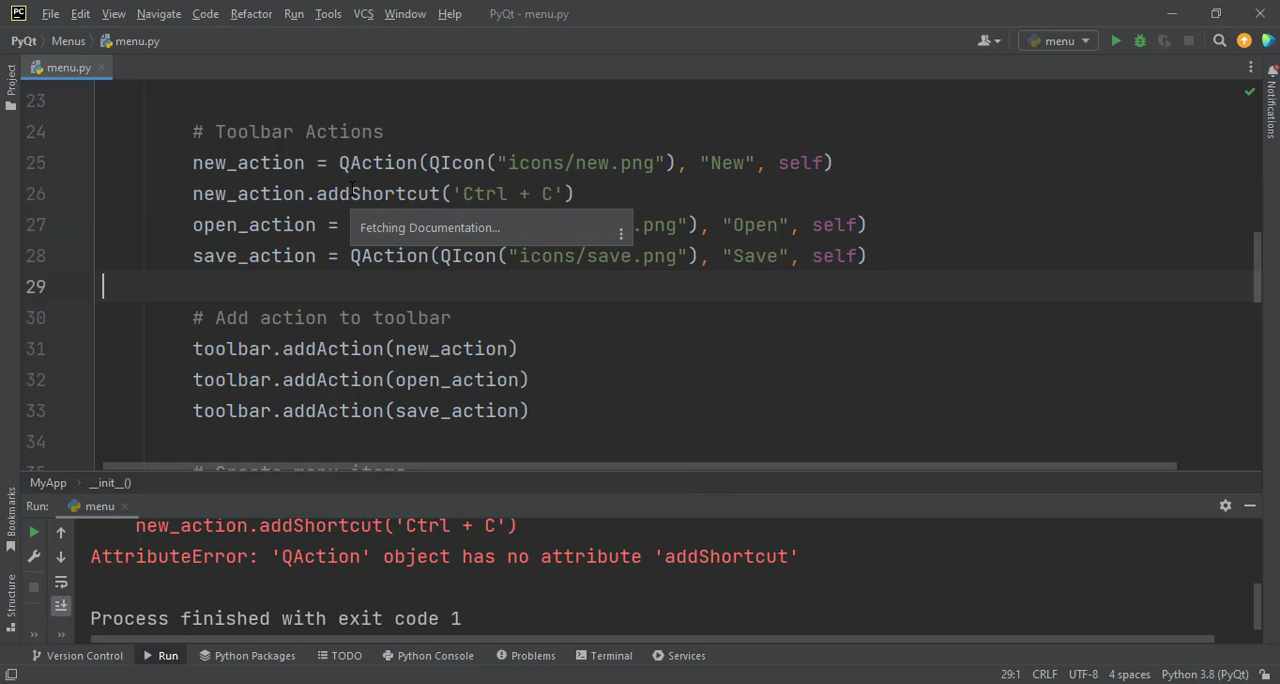 PC File Edit View Navigate Code Refactor Run Tools VCS Window Help PyQt - menu.py
PyQt Menus menu.py menu
Project
menu.py
Notifications
23
24 # Toolbar Actions
25 new_action = QAction(QIcon("icons/new.png"), "New", self)
26 new_action.addShortcut('Ctrl + C')
27 open_action = .png"), "Open", self)
Fetching Documentation...
28 save_action = QAction(QIcon("icons/save.png"), "Save", self)
29
30 # Add action to toolbar
31 toolbar.addAction(new_action)
32 toolbar.addAction(open_action)
33 toolbar.addAction(save_action)
34
35 # Create menu items
MyApp __init__()
Run: menu
Bookmarks
Structure
new_action.addShortcut('Ctrl + C')
AttributeError: 'QAction' object has no attribute 'addShortcut'
Process finished with exit code 1
Version Control Run Python Packages TODO Python Console Problems Terminal Services
29:1 CRLF UTF-8 4 spaces Python 3.8 (PyQt)